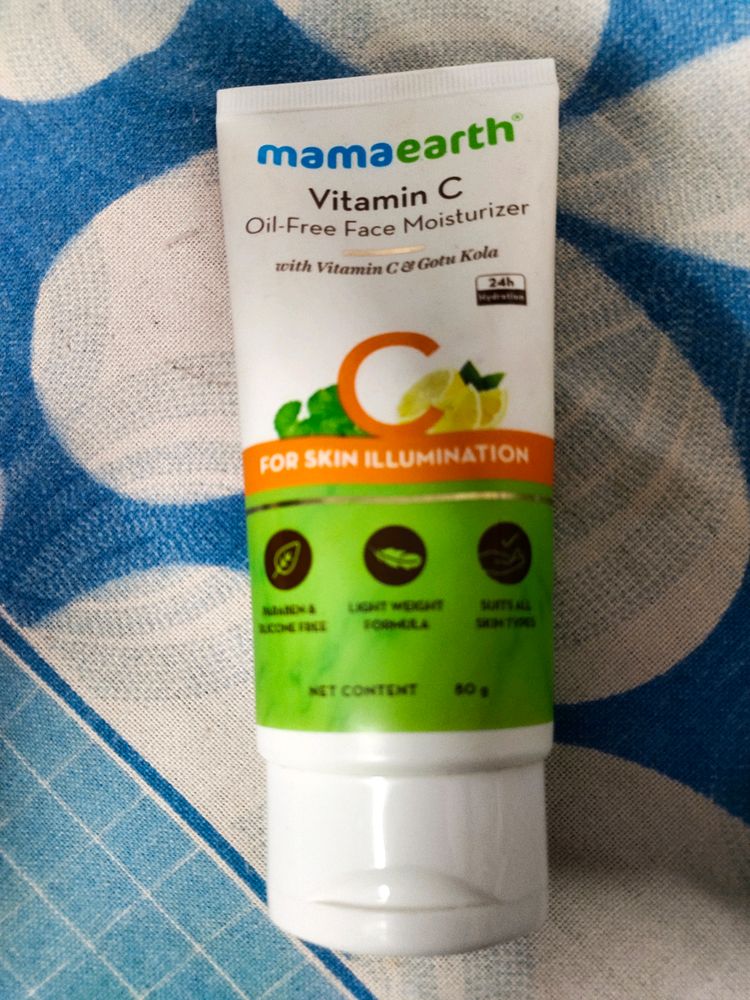 mamaearth®
Vitamin C
Oil-Free Face Moisturizer
with Vitamin C & Gotu Kola
24h
Hydration
C
FOR SKIN ILLUMINATION
PARABEN &
SILICONE FREE
LIGHT WEIGHT
FORMULA
SUITS ALL
SKIN TYPES
NET CONTENT 80 g